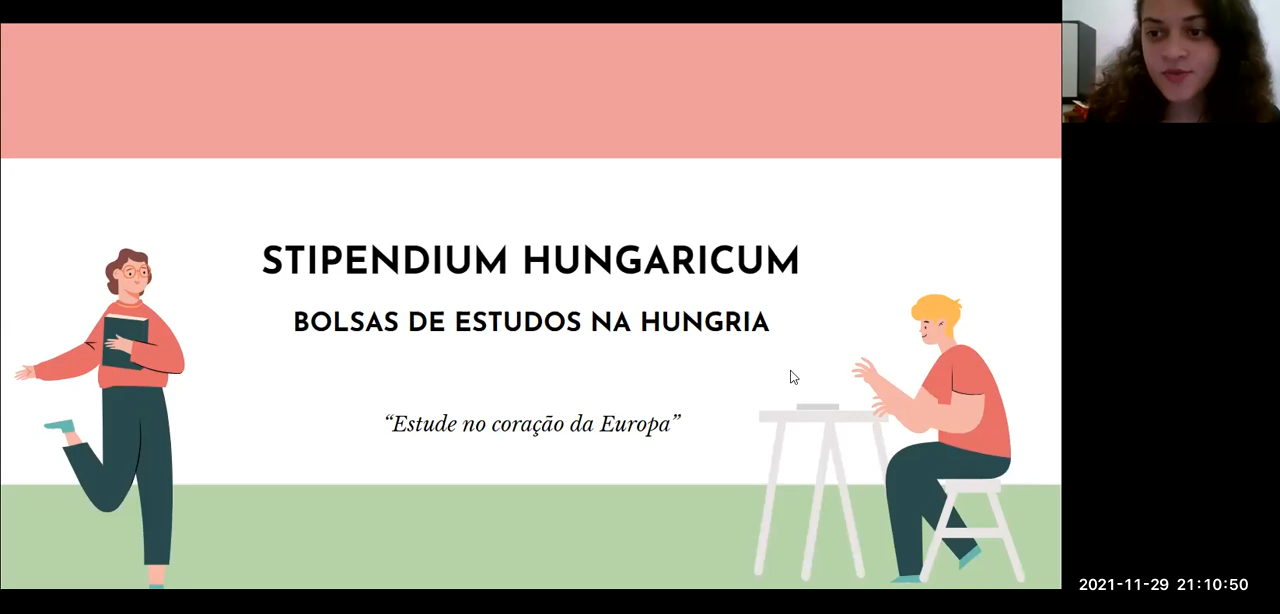 STIPENDIUM HUNGARICUM
BOLSAS DE ESTUDOS NA HUNGRIA
“Estude no coração da Europa”
2021-11-29 21:10:50